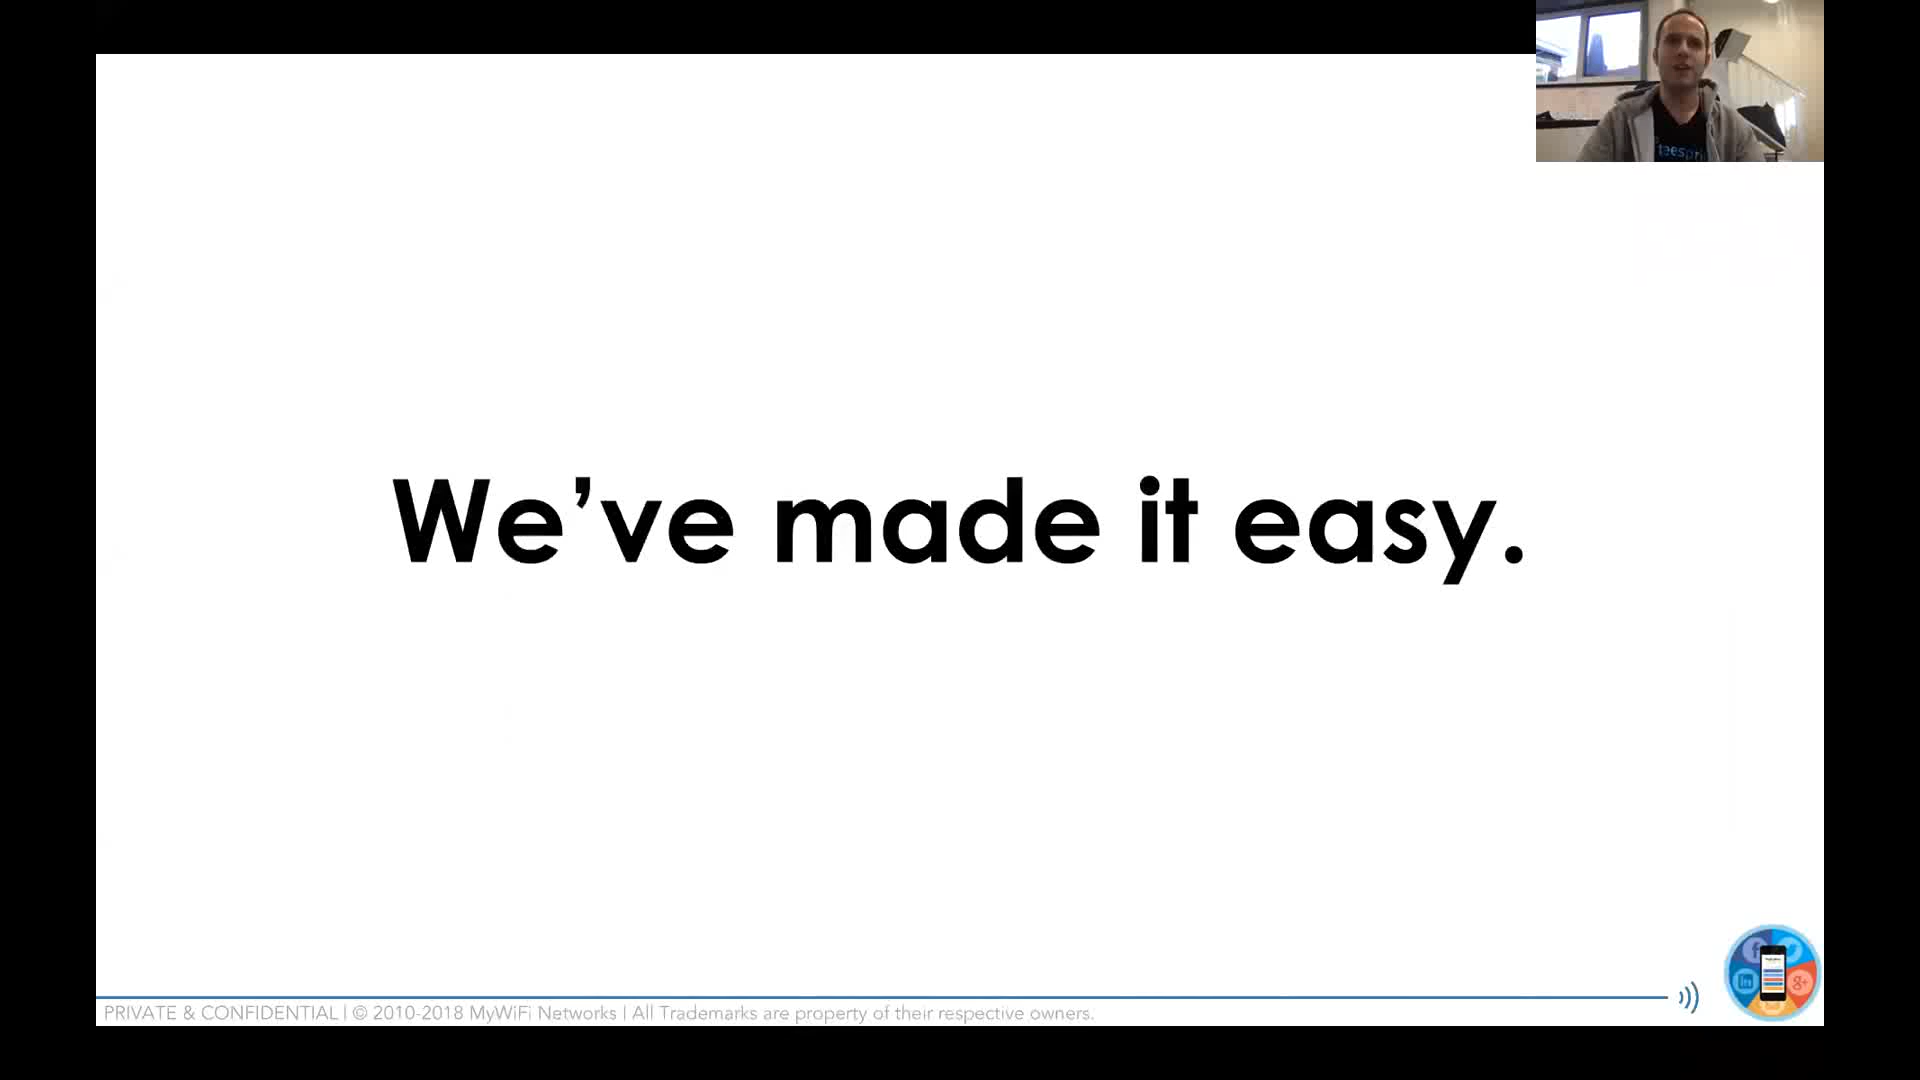 teespri
We’ve made it easy.
PRIVATE & CONFIDENTIAL | © 2010-2018 MyWiFi Networks | All Trademarks are property of their respective owners.